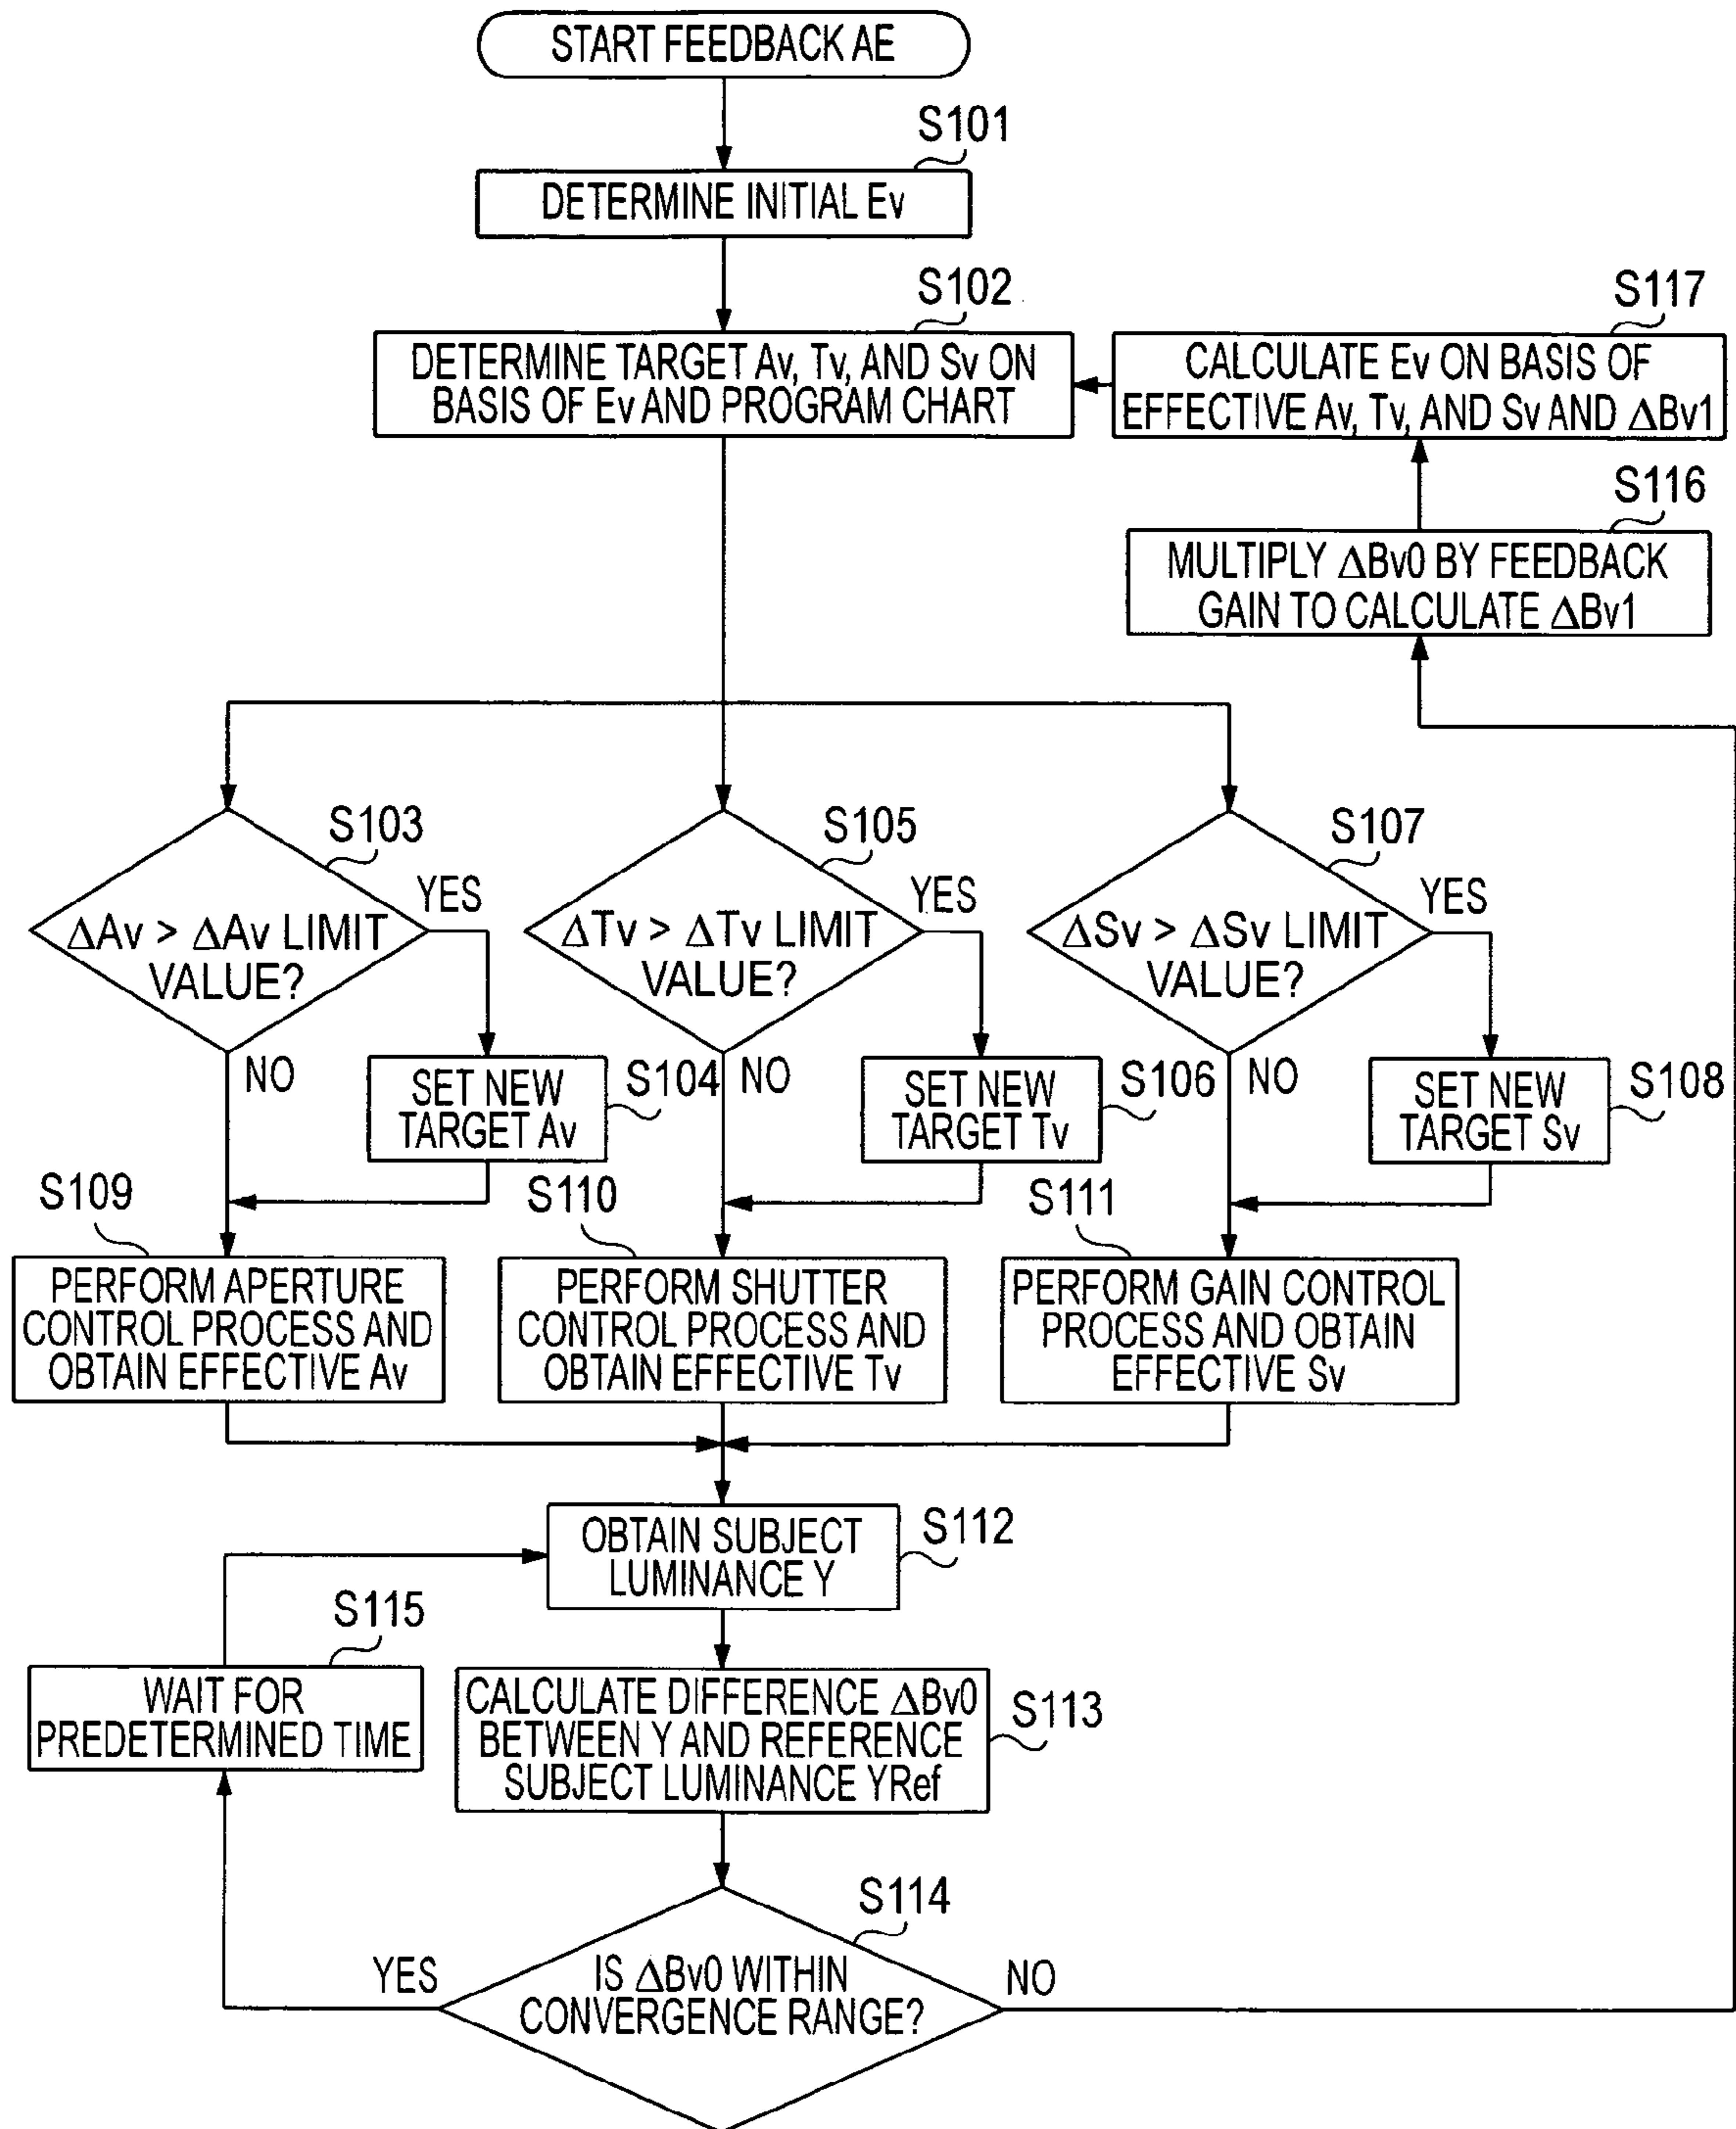 START FEEDBACK AE
S101
DETERMINE INITIAL Ev
S102
DETERMINE TARGET Av, Tv, AND Sv ON
BASIS OF Ev AND PROGRAM CHART
S117
CALCULATE Ev ON BASIS OF
EFFECTIVE Av, Tv, AND Sv AND ΔBv1
S116
MULTIPLY ΔBv0 BY FEEDBACK
GAIN TO CALCULATE ΔBv1
S103
ΔAv > ΔAv LIMIT
VALUE?
YES
NO
S105
ΔTv > ΔTv LIMIT
VALUE?
YES
NO
S107
ΔSv > ΔSv LIMIT
VALUE?
YES
NO
SET NEW
TARGET Av
S104
SET NEW
TARGET Tv
S106
SET NEW
TARGET Sv
S108
S109
PERFORM APERTURE
CONTROL PROCESS AND
OBTAIN EFFECTIVE Av
S110
PERFORM SHUTTER
CONTROL PROCESS AND
OBTAIN EFFECTIVE Tv
S111
PERFORM GAIN CONTROL
PROCESS AND OBTAIN
EFFECTIVE Sv
OBTAIN SUBJECT
LUMINANCE Y
S112
S115
WAIT FOR
PREDETERMINED TIME
CALCULATE DIFFERENCE ΔBv0
BETWEEN Y AND REFERENCE
SUBJECT LUMINANCE YRef
S113
S114
IS ΔBv0 WITHIN
CONVERGENCE RANGE?
YES
NO